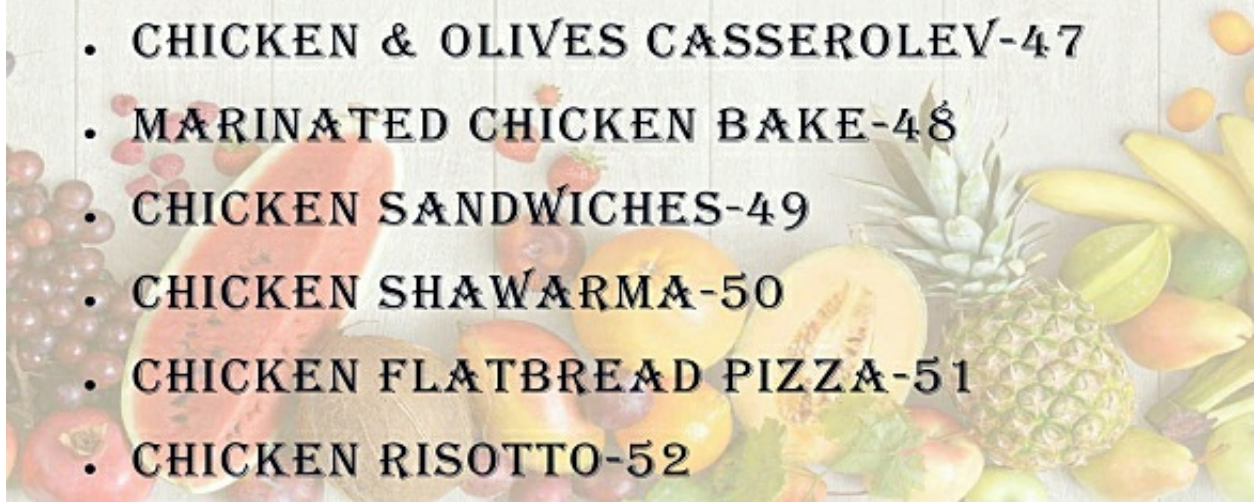 • CHICKEN & OLIVES CASSEROLEV-47
• MARINATED CHICKEN BAKE-48
• CHICKEN SANDWICHES-49
• CHICKEN SHAWARMA-50
• CHICKEN FLATBREAD PIZZA-51
• CHICKEN RISOTTO-52